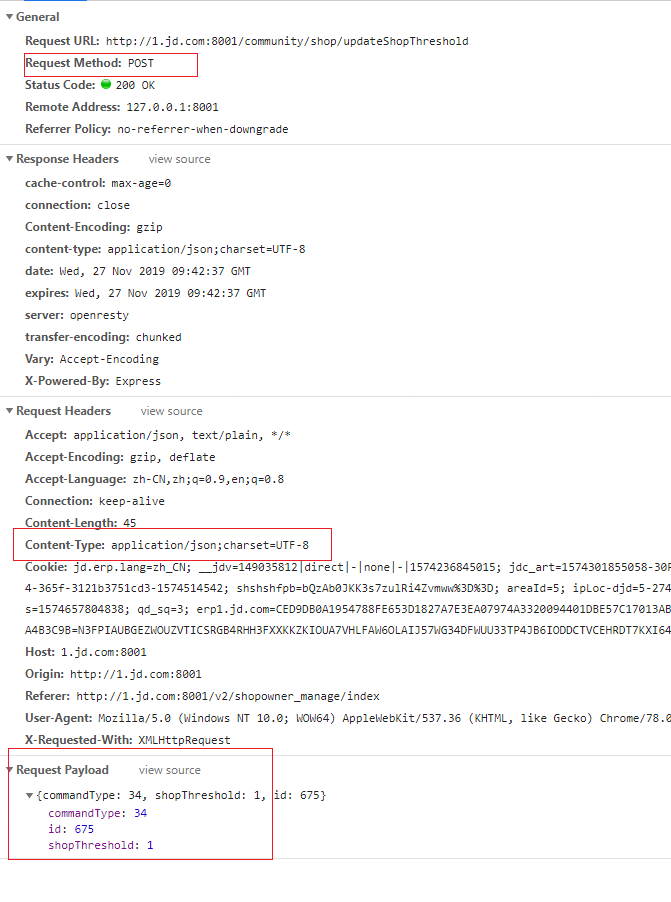 General
Request URL: http://1.jd.com:8001/community/shop/updateShopThreshold
Request Method: POST
Status Code: 200 OK
Remote Address: 127.0.0.1:8001
Referrer Policy: no-referrer-when-downgrade
Response Headers view source
cache-control: max-age=0
connection: close
Content-Encoding: gzip
content-type: application/json;charset=UTF-8
date: Wed, 27 Nov 2019 09:42:37 GMT
expires: Wed, 27 Nov 2019 09:42:37 GMT
server: openresty
transfer-encoding: chunked
Vary: Accept-Encoding
X-Powered-By: Express
Request Headers view source
Accept: application/json, text/plain, */*
Accept-Encoding: gzip, deflate
Accept-Language: zh-CN,zh;q=0.9,en;q=0.8
Connection: keep-alive
Content-Length: 45
Content-Type: application/json;charset=UTF-8
Cookie: jd.erp.lang=zh_CN; __jdv=149035812|direct|-|none|-|1574236845015; jdc_art=1574301855058-30F
4-365f-3121b3751cd3-1574514542; shshshfpb=bQzAb0JKK3s7zulRi4Zvmww%3D%3D; areaId=5; ipLoc-djd=5-274
s=1574657804838; qd_sq=3; erp1.jd.com=CED9DB0A1954788FE653D1827A7E3EA07974A3320094401DBE57C17013AB
A4B3C9B=N3FPIAUBGEZWOUZVTICSRGB4RHH3FXXKKZKIOUA7VHLFAW6OLAIJ57WG34DFWUU33TP4JB6IODDCTVCEHRDT7KXI64
Host: 1.jd.com:8001
Origin: http://1.jd.com:8001
Referer: http://1.jd.com:8001/v2/shopowner_manage/index
User-Agent: Mozilla/5.0 (Windows NT 10.0; WOW64) AppleWebKit/537.36 (KHTML, like Gecko) Chrome/78.0
X-Requested-With: XMLHttpRequest
Request Payload view source
{commandType: 34, shopThreshold: 1, id: 675}
commandType: 34
id: 675
shopThreshold: 1